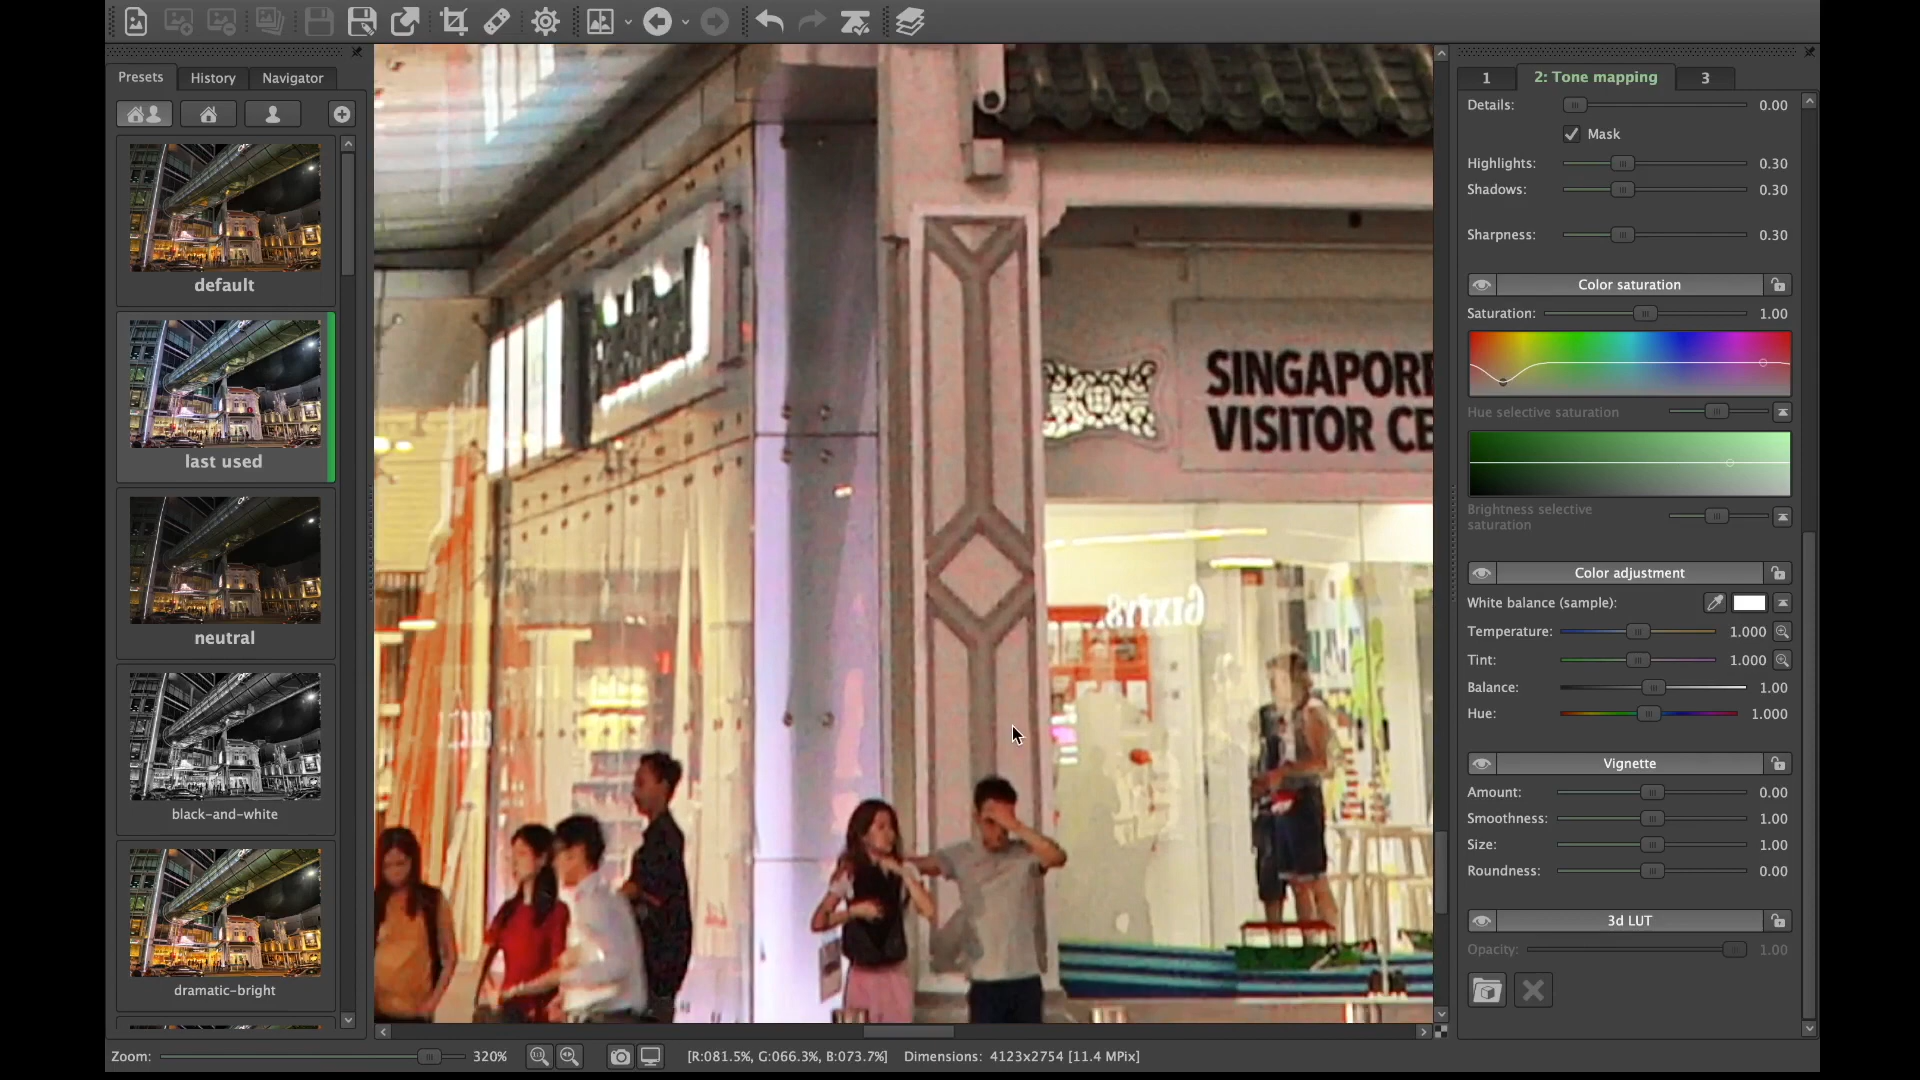 Presets
History
Navigator
default
last used
neutral
black-and-white
dramatic-bright
SINGAPORE
VISITOR CE
1
2: Tone mapping
3
Details: 0.00
Mask
Highlights: 0.30
Shadows: 0.30
Sharpness: 0.30
Color saturation
Saturation: 1.00
Hue selective saturation
Brightness selective
saturation
Color adjustment
White balance (sample):
Temperature: 1.000
Tint: 1.000
Balance: 1.00
Hue: 1.000
Vignette
Amount: 0.00
Smoothness: 1.00
Size: 1.00
Roundness: 0.00
3d LUT
Opacity: 1.00
Zoom: 320% [R:081.5%, G:066.3%, B:073.7%] Dimensions: 4123x2754 [11.4 MPix]